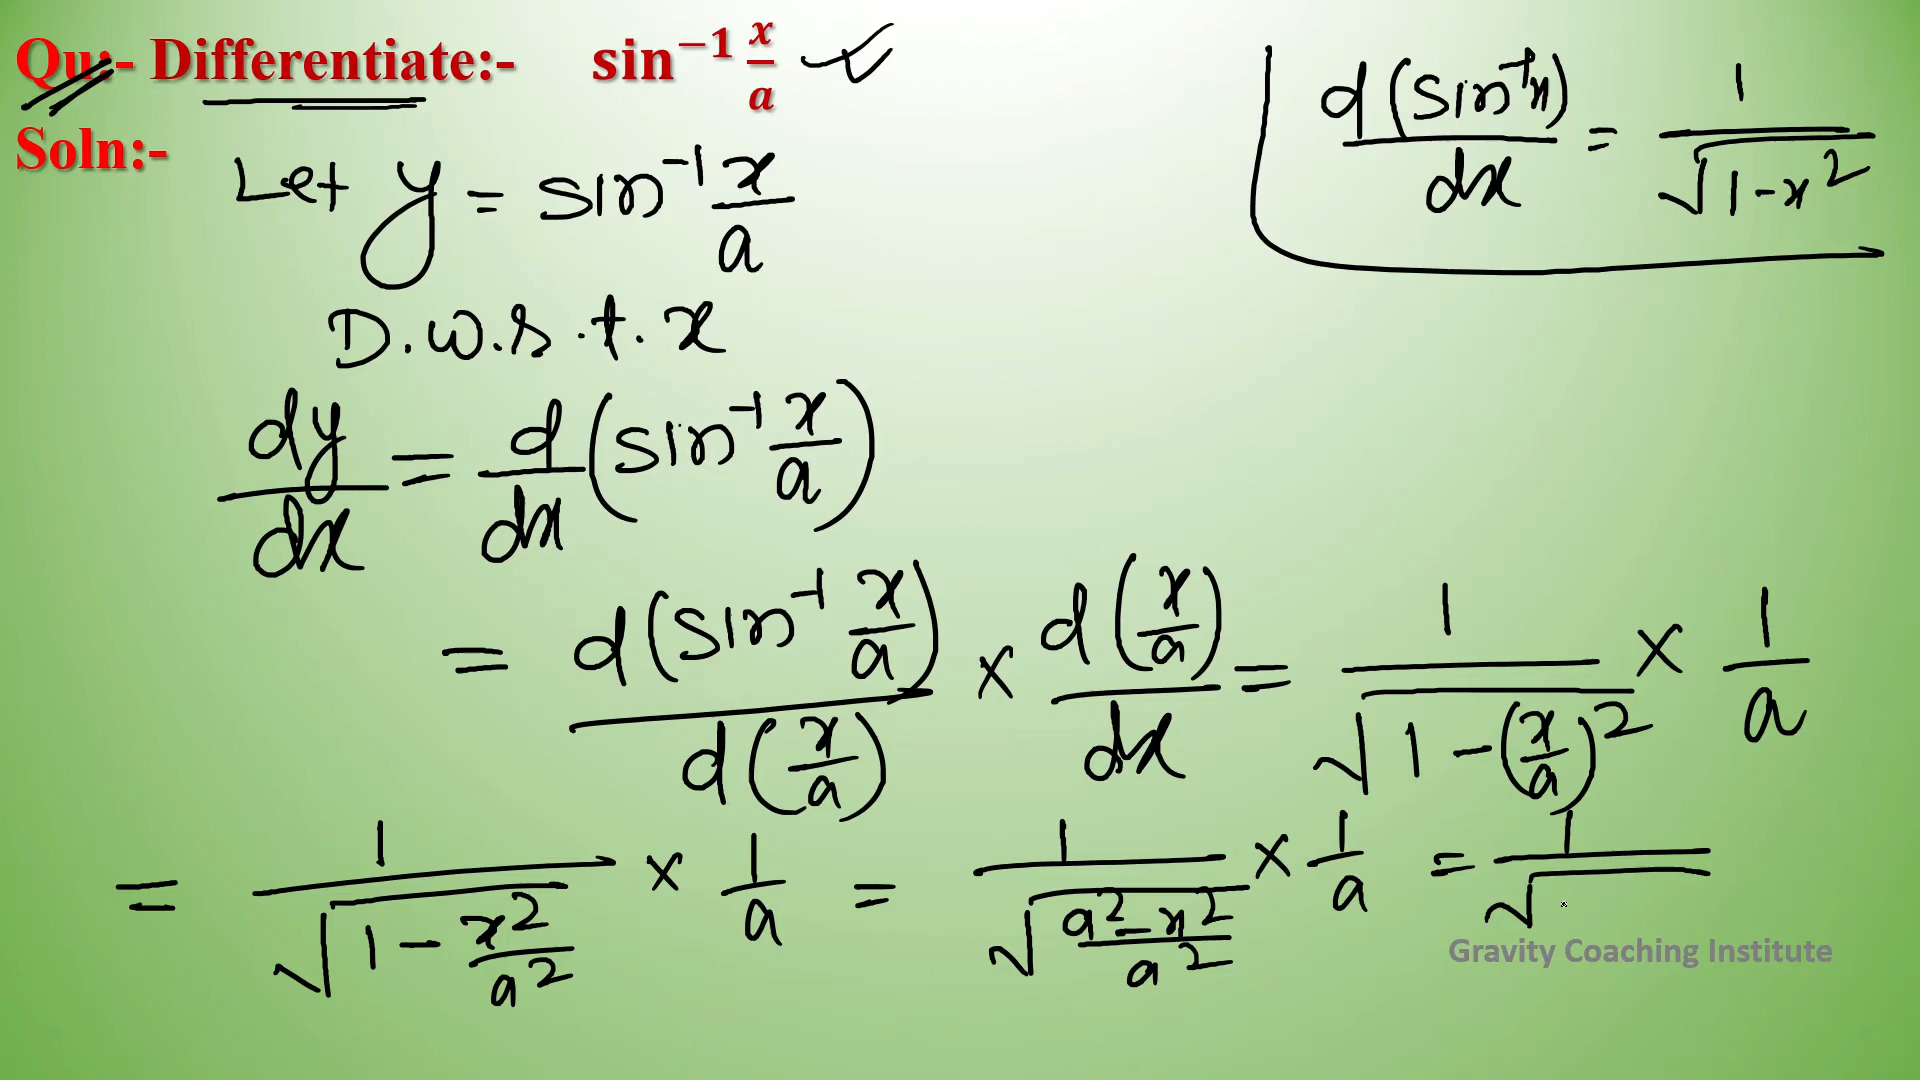 Qu:- Differentiate:- sin⁻¹ x/a
d(sin⁻¹x)/dx = 1/√(1-x²)
Soln:-
Let y = sin⁻¹ x/a
D.w.r.t. x
dy/dx = d/dx (sin⁻¹ x/a)
= d(sin⁻¹ x/a)/d(x/a) × d(x/a)/dx = 1/√(1-(x/a)²) × 1/a
= 1/√(1-x²/a²) × 1/a = 1/√((a²-x²)/a²) × 1/a = 1/√
Gravity Coaching Institute